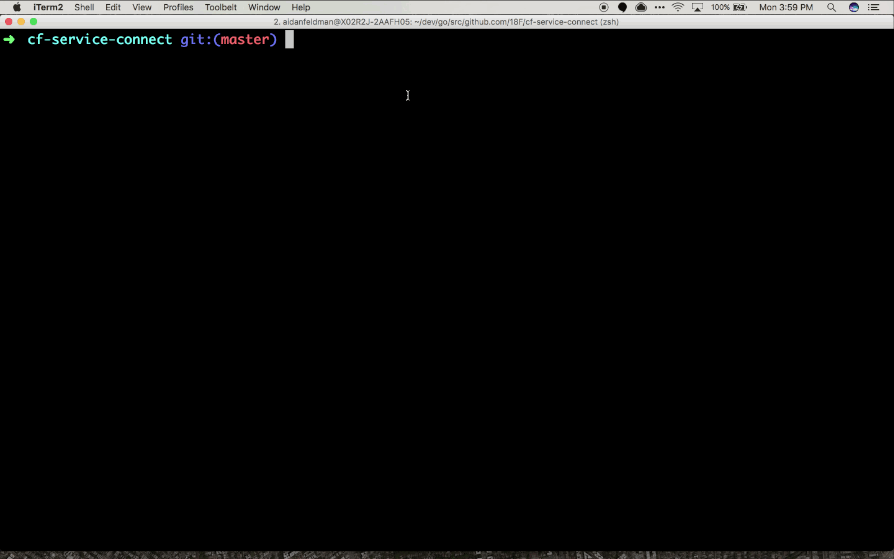 iTerm2 Shell Edit View Profiles Toolbelt Window Help 100% Mon 3:59 PM
2. aidanfeldman@X02R2J-2AAFH05: ~/dev/go/src/github.com/18F/cf-service-connect (zsh)
➜ cf-service-connect git:(master)